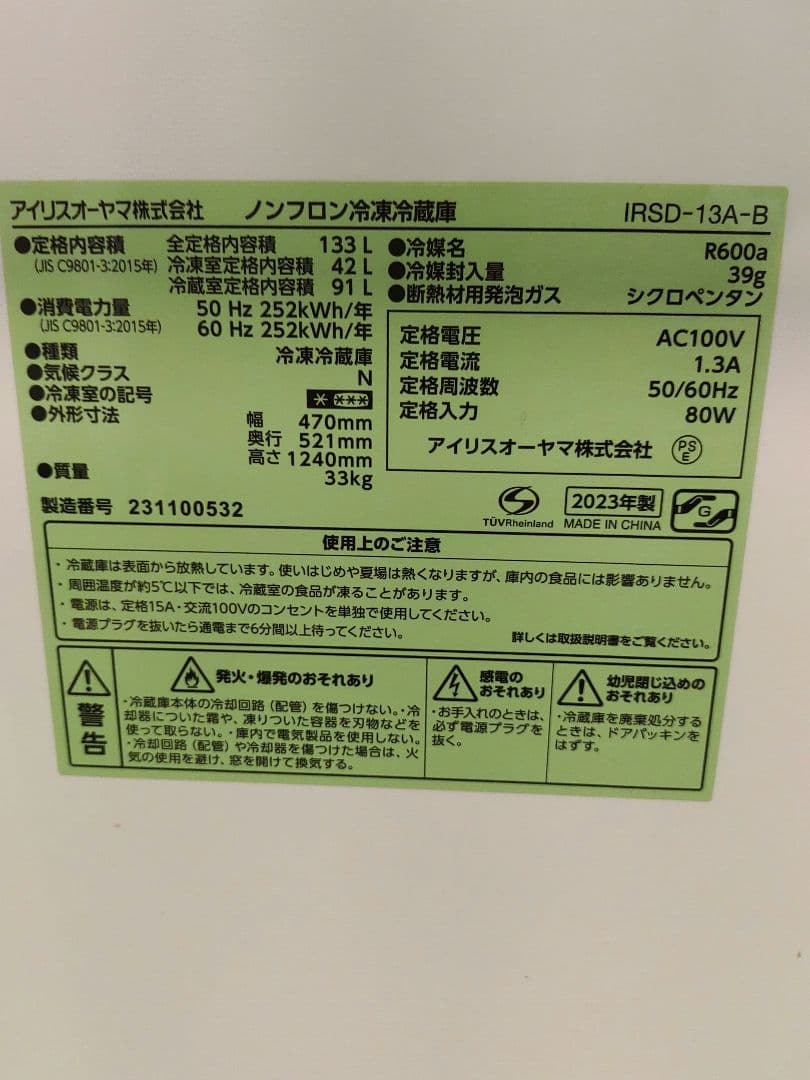 アイリスオーヤマ株式会社 ノンフロン冷凍冷蔵庫 IRSD-13A-B
●定格内容積 全定格内容積 133 L
(JIS C9801-3:2015年) 冷凍室定格内容積 42 L
冷蔵室定格内容積 91 L
●消費電力量 50 Hz 252kWh/年
(JIS C9801-3:2015年) 60 Hz 252kWh/年
●種類 冷凍冷蔵庫
●気候クラス N
●冷凍室の記号 * ***
●外形寸法 幅 470mm
奥行 521mm
高さ 1240mm
●質量 33kg
製造番号 231100532
●冷媒名 R600a
●冷媒封入量 39g
●断熱材用発泡ガス シクロペンタン
定格電圧 AC100V
定格電流 1.3A
定格周波数 50/60Hz
定格入力 80W
アイリスオーヤマ株式会社 PSE
TÜVRheinland
2023年製
MADE IN CHINA
G
使用上のご注意
・冷蔵庫は表面から放熱しています。使いはじめや夏場は熱くなりますが、庫内の食品には影響ありません。
・周囲温度が約5℃以下では、冷蔵室の食品が凍ることがあります。
・電源は、定格15A・交流100Vのコンセントを単独で使用してください。
・電源プラグを抜いたら通電まで6分間以上待ってください。
詳しくは取扱説明書をご覧ください。
警告
発火・爆発のおそれあり
・冷蔵庫本体の冷却回路（配管）を傷つけない。・冷
却器についた霜や、凍りついた容器を刃物などを
使って取らない。・庫内で電気製品を使用しない。
・冷却回路（配管）や冷却器を傷つけた場合は、火
気の使用を避け、窓を開けて換気する。
感電の
おそれあり
・お手入れのときは、
必ず電源プラグを
抜く。
幼児閉じ込めの
おそれあり
・冷蔵庫を廃棄処分する
ときは、ドアパッキンを
はずす。